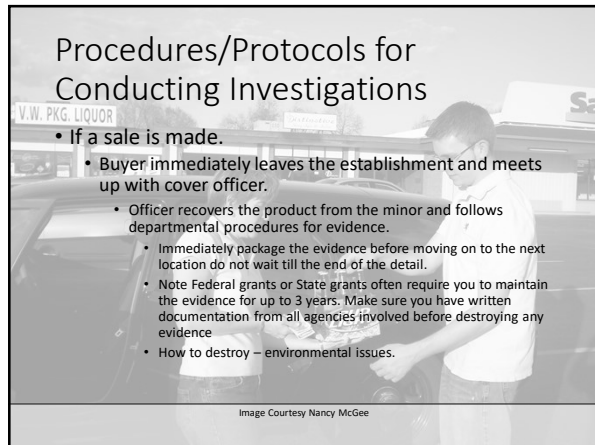 Procedures/Protocols for
Conducting Investigations
V.W. PKG. LIQUOR
Sa
• If a sale is made.
• Buyer immediately leaves the establishment and meets
up with cover officer.
• Officer recovers the product from the minor and follows
departmental procedures for evidence.
• Immediately package the evidence before moving on to the next
location do not wait till the end of the detail.
• Note Federal grants or State grants often require you to maintain
the evidence for up to 3 years. Make sure you have written
documentation from all agencies involved before destroying any
evidence
• How to destroy – environmental issues.
Image Courtesy Nancy McGee